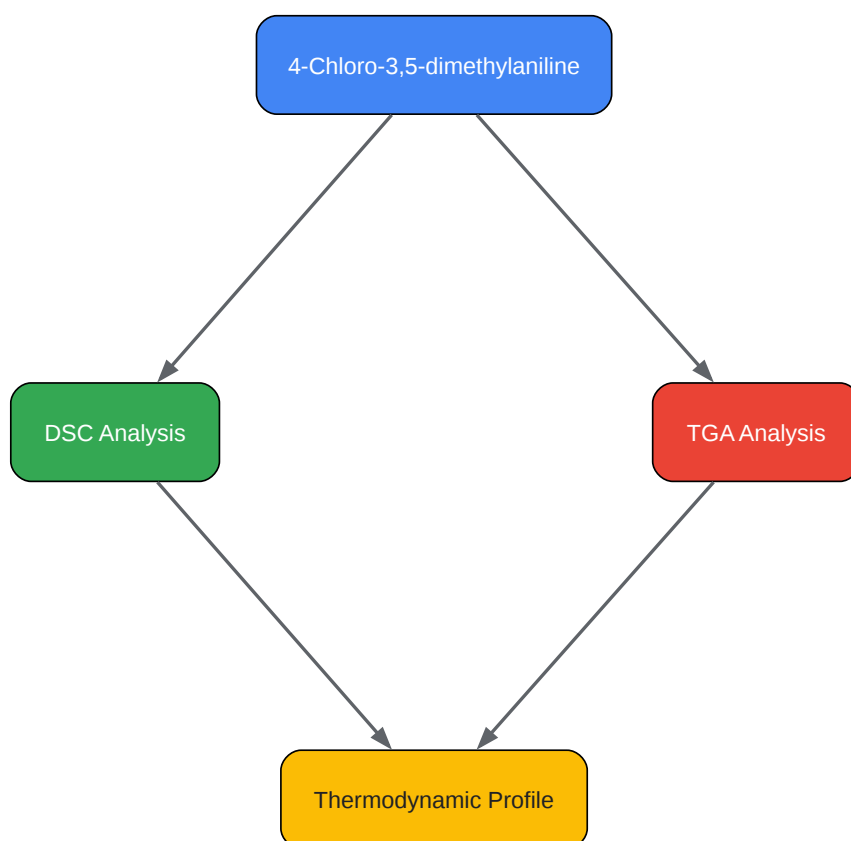 4-Chloro-3,5-dimethylaniline
DSC Analysis
TGA Analysis
Thermodynamic Profile